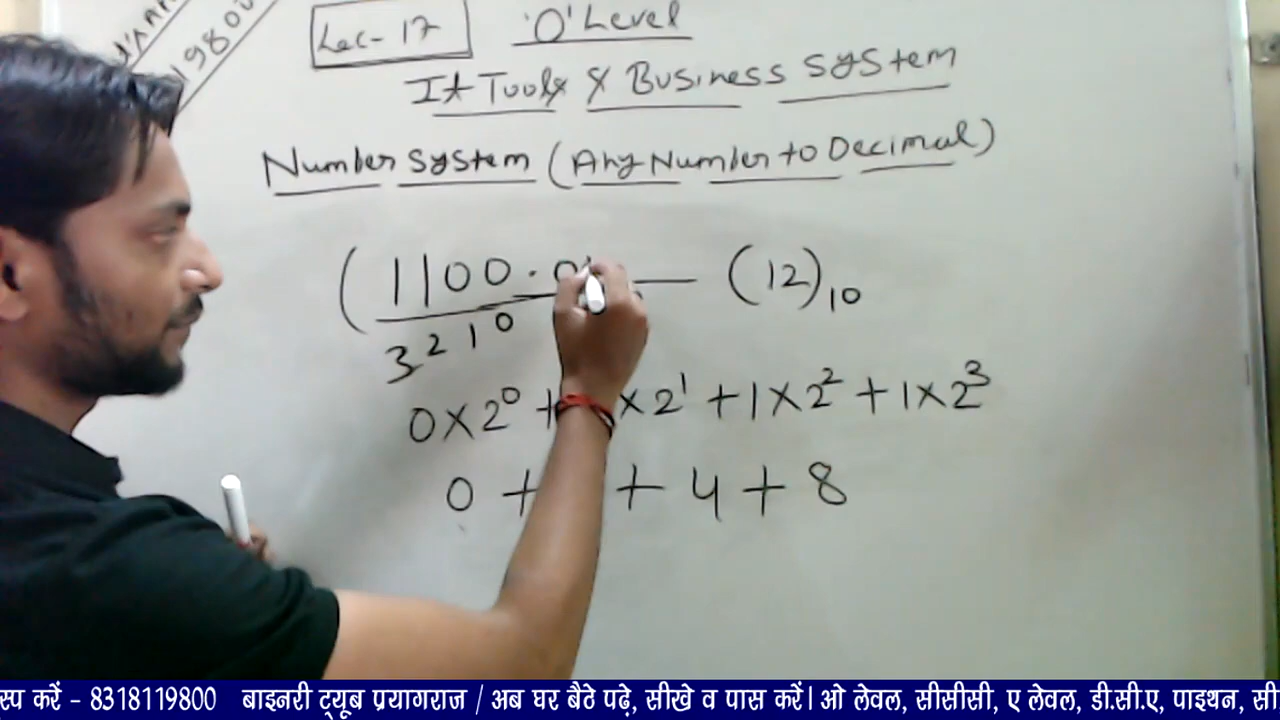 Lec-17
'O' Level
It Tools & Business System
Number System (Any Number to Decimal)
(1100.0 (12)10
3 2 1 0
0×2⁰ + ×2¹ + 1×2² + 1×2³
0 + + 4 + 8
स्प करें - 8318119800 बाइनरी ट्यूब प्रयागराज / अब घर बैठे पढ़े, सीखे व पास करें। ओ लेवल, सीसीसी, ए लेवल, डी.सी.ए, पाइथन, सी